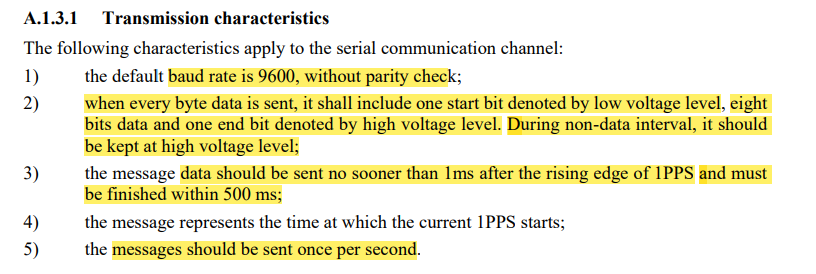 A.1.3.1 Transmission characteristics
The following characteristics apply to the serial communication channel:
1) the default baud rate is 9600, without parity check;
2) when every byte data is sent, it shall include one start bit denoted by low voltage level, eight
bits data and one end bit denoted by high voltage level. During non-data interval, it should
be kept at high voltage level;
3) the message data should be sent no sooner than 1ms after the rising edge of 1PPS and must
be finished within 500 ms;
4) the message represents the time at which the current 1PPS starts;
5) the messages should be sent once per second.